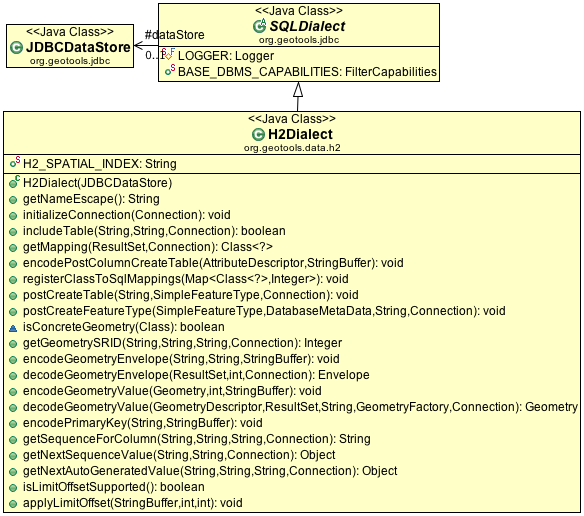 <<Java Class>>
SQLDialect
org.geotools.jdbc
LOGGER: Logger
BASE_DBMS_CAPABILITIES: FilterCapabilities
#dataStore
0..1
<<Java Class>>
JDBCDataStore
org.geotools.jdbc
<<Java Class>>
H2Dialect
org.geotools.data.h2
H2_SPATIAL_INDEX: String
H2Dialect(JDBCDataStore)
getNameEscape(): String
initializeConnection(Connection): void
includeTable(String,String,Connection): boolean
getMapping(ResultSet,Connection): Class<?>
encodePostColumnCreateTable(AttributeDescriptor,StringBuffer): void
registerClassToSqlMappings(Map<Class<?>,Integer>): void
postCreateTable(String,SimpleFeatureType,Connection): void
postCreateFeatureType(SimpleFeatureType,DatabaseMetaData,String,Connection): void
isConcreteGeometry(Class): boolean
getGeometrySRID(String,String,String,Connection): Integer
encodeGeometryEnvelope(String,String,StringBuffer): void
decodeGeometryEnvelope(ResultSet,int,Connection): Envelope
encodeGeometryValue(Geometry,int,StringBuffer): void
decodeGeometryValue(GeometryDescriptor,ResultSet,String,GeometryFactory,Connection): Geometry
encodePrimaryKey(String,StringBuffer): void
getSequenceForColumn(String,String,String,Connection): String
getNextSequenceValue(String,String,Connection): Object
getNextAutoGeneratedValue(String,String,String,Connection): Object
isLimitOffsetSupported(): boolean
applyLimitOffset(StringBuffer,int,int): void